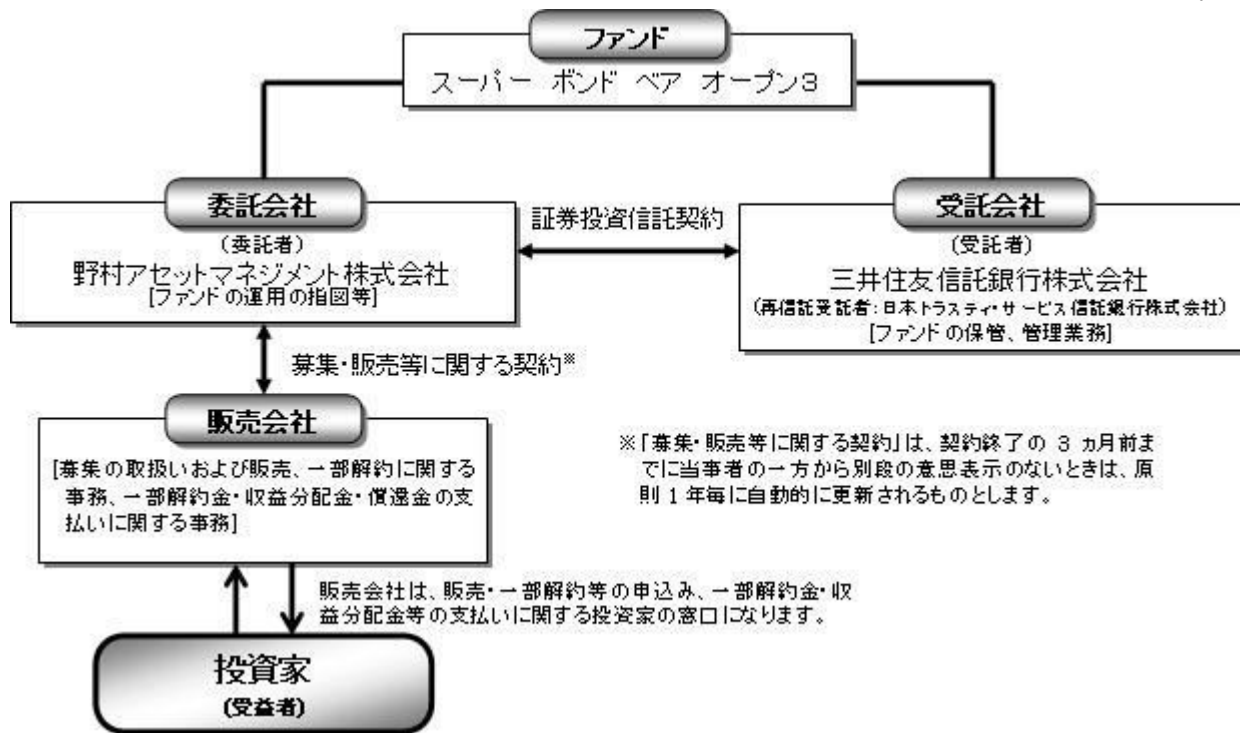 ファンド
スーパー ボンド ベア オープン3
委託会社
(委託者)
野村アセットマネジメント株式会社
[ファンドの運用の指図等]
証券投資信託契約
受託会社
(受託者)
三井住友信託銀行株式会社
(再信託受託者:日本トラスティ・サービス信託銀行株式会社)
[ファンドの保管、管理業務]
募集・販売等に関する契約※
販売会社
[募集の取扱いおよび販売、一部解約に関する
事務、一部解約金・収益分配金・償還金の支
払いに関する事務]
※「募集・販売等に関する契約」は、契約終了の 3 ヵ月前ま
でに当事者の一方から別段の意思表示のないときは、原
則 1 年毎に自動的に更新されるものとします。
販売会社は、販売・一部解約等の申込み、一部解約金・収
益分配金等の支払いに関する投資家の窓口になります。
投資家
(受益者)